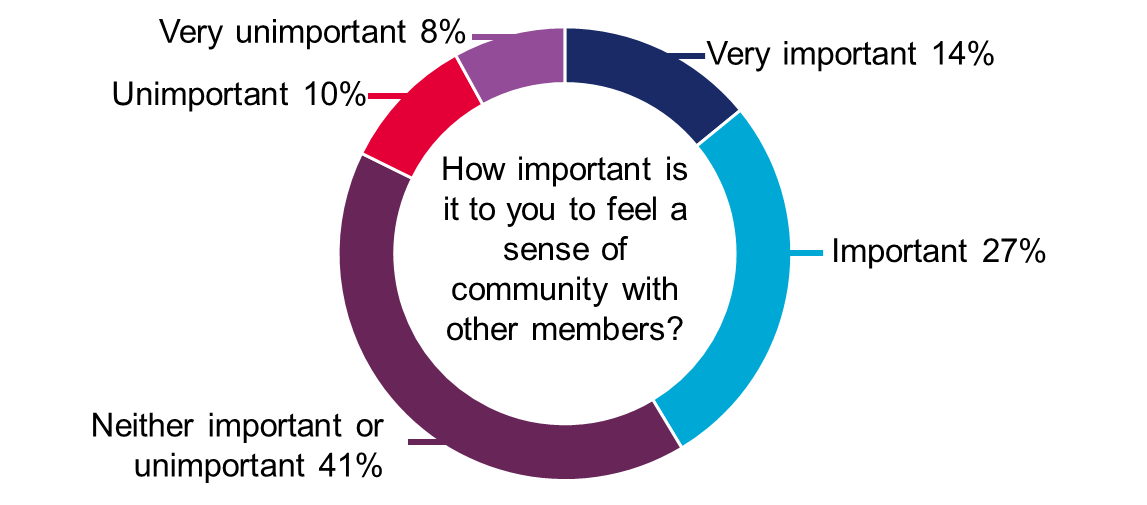 Very unimportant 8%
Very important 14%
Unimportant 10%
How important is
it to you to feel a
sense of
community with
other members?
Important 27%
Neither important or
unimportant 41%